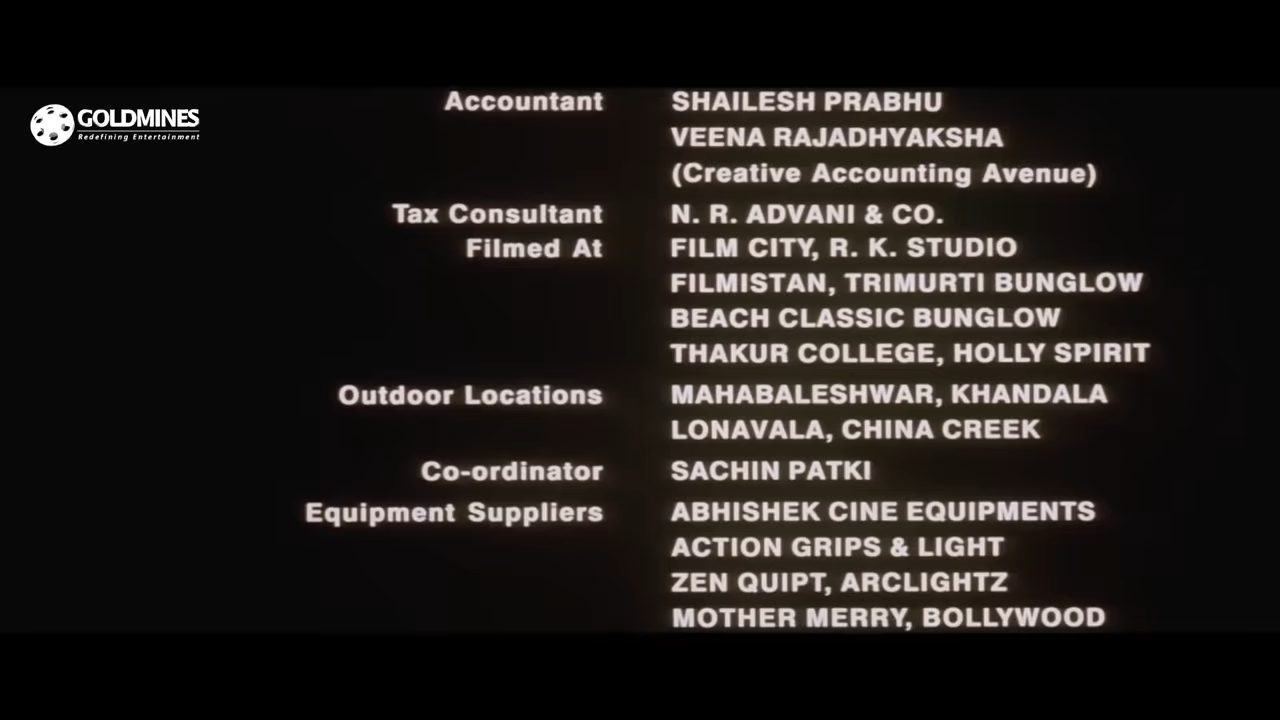 GOLDMINES
Redefining Entertainment
Accountant SHAILESH PRABHU
VEENA RAJADHYAKSHA
(Creative Accounting Avenue)
Tax Consultant N. R. ADVANI & CO.
Filmed At FILM CITY, R. K. STUDIO
FILMISTAN, TRIMURTI BUNGLOW
BEACH CLASSIC BUNGLOW
THAKUR COLLEGE, HOLLY SPIRIT
Outdoor Locations MAHABALESHWAR, KHANDALA
LONAVALA, CHINA CREEK
Co-ordinator SACHIN PATKI
Equipment Suppliers ABHISHEK CINE EQUIPMENTS
ACTION GRIPS & LIGHT
ZEN QUIPT, ARCLIGHTZ
MOTHER MERRY, BOLLYWOOD